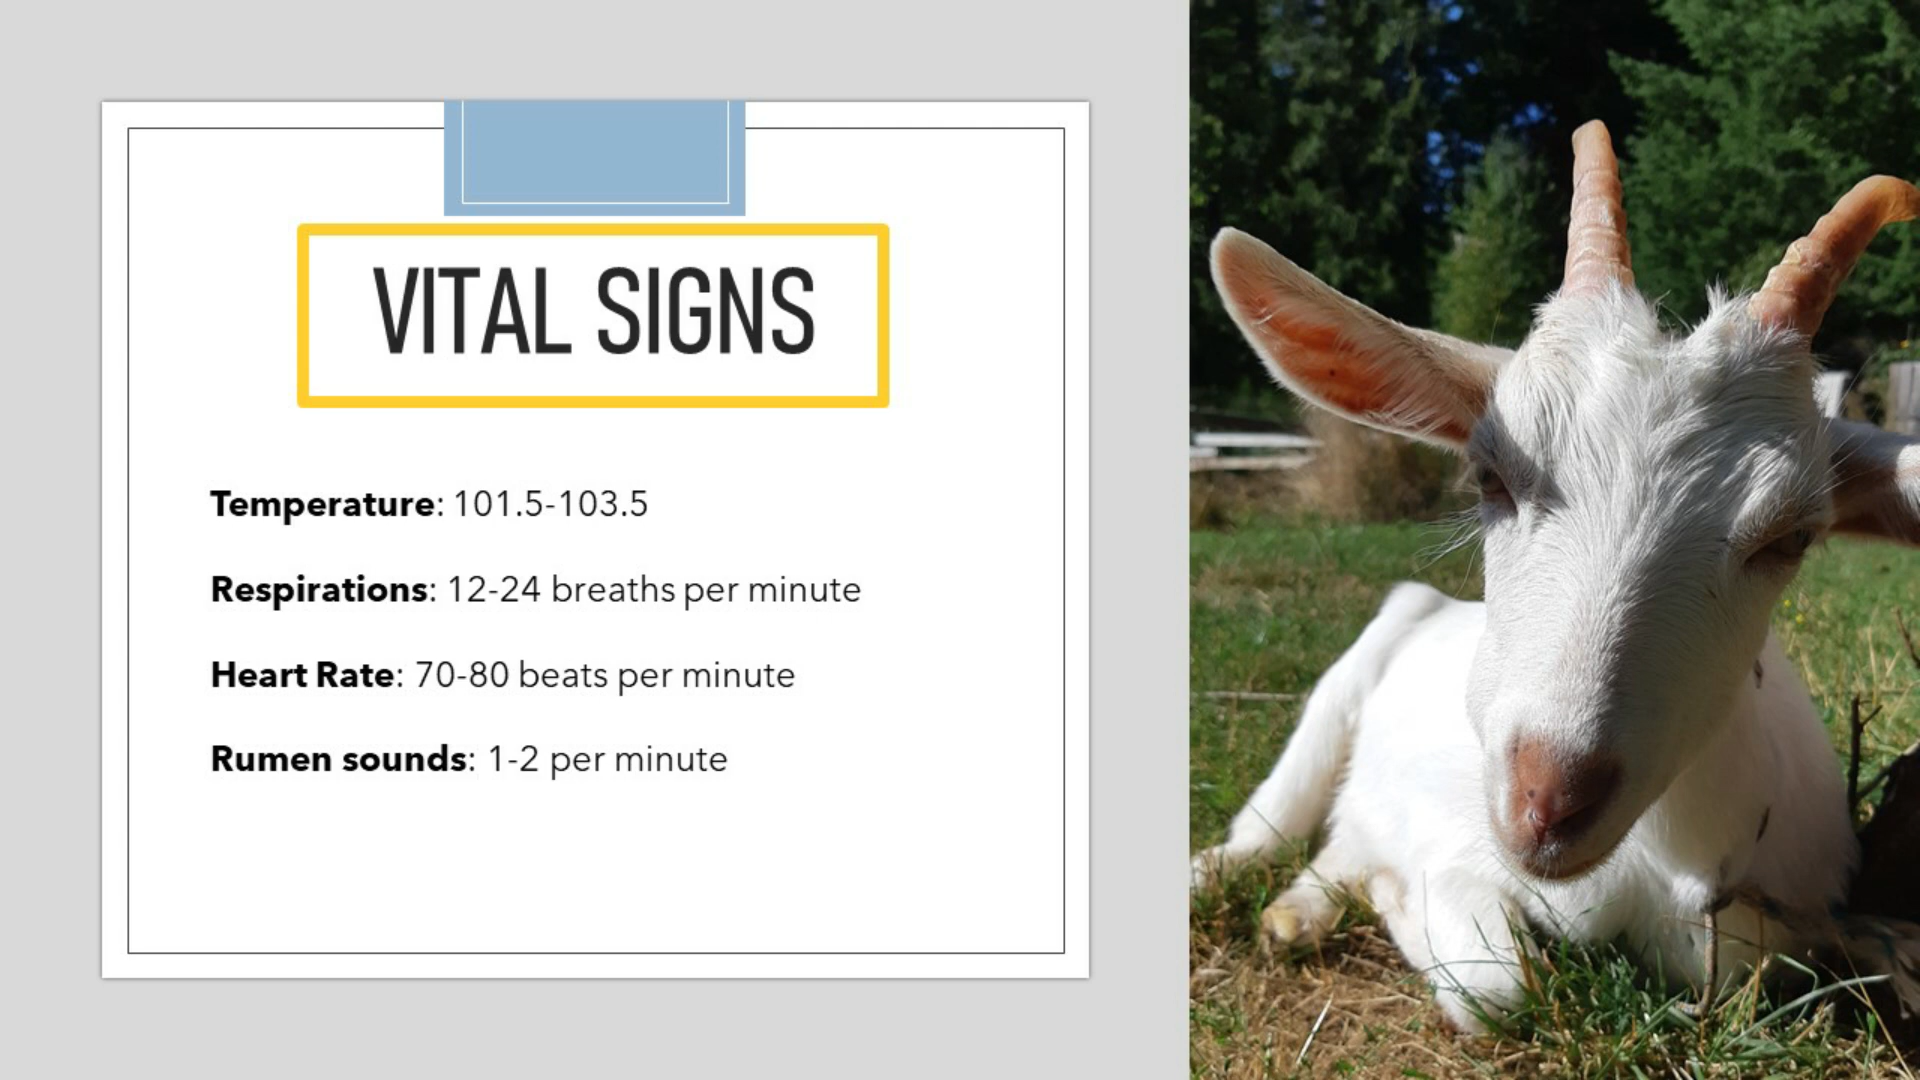 VITAL SIGNS
Temperature: 101.5-103.5
Respirations: 12-24 breaths per minute
Heart Rate: 70-80 beats per minute
Rumen sounds: 1-2 per minute